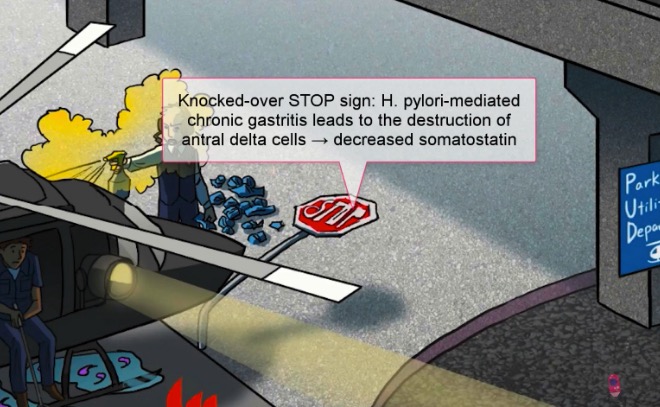 Knocked-over STOP sign: H. pylori-mediated
chronic gastritis leads to the destruction of
antral delta cells → decreased somatostatin
STOP
Park
Utili
Depa